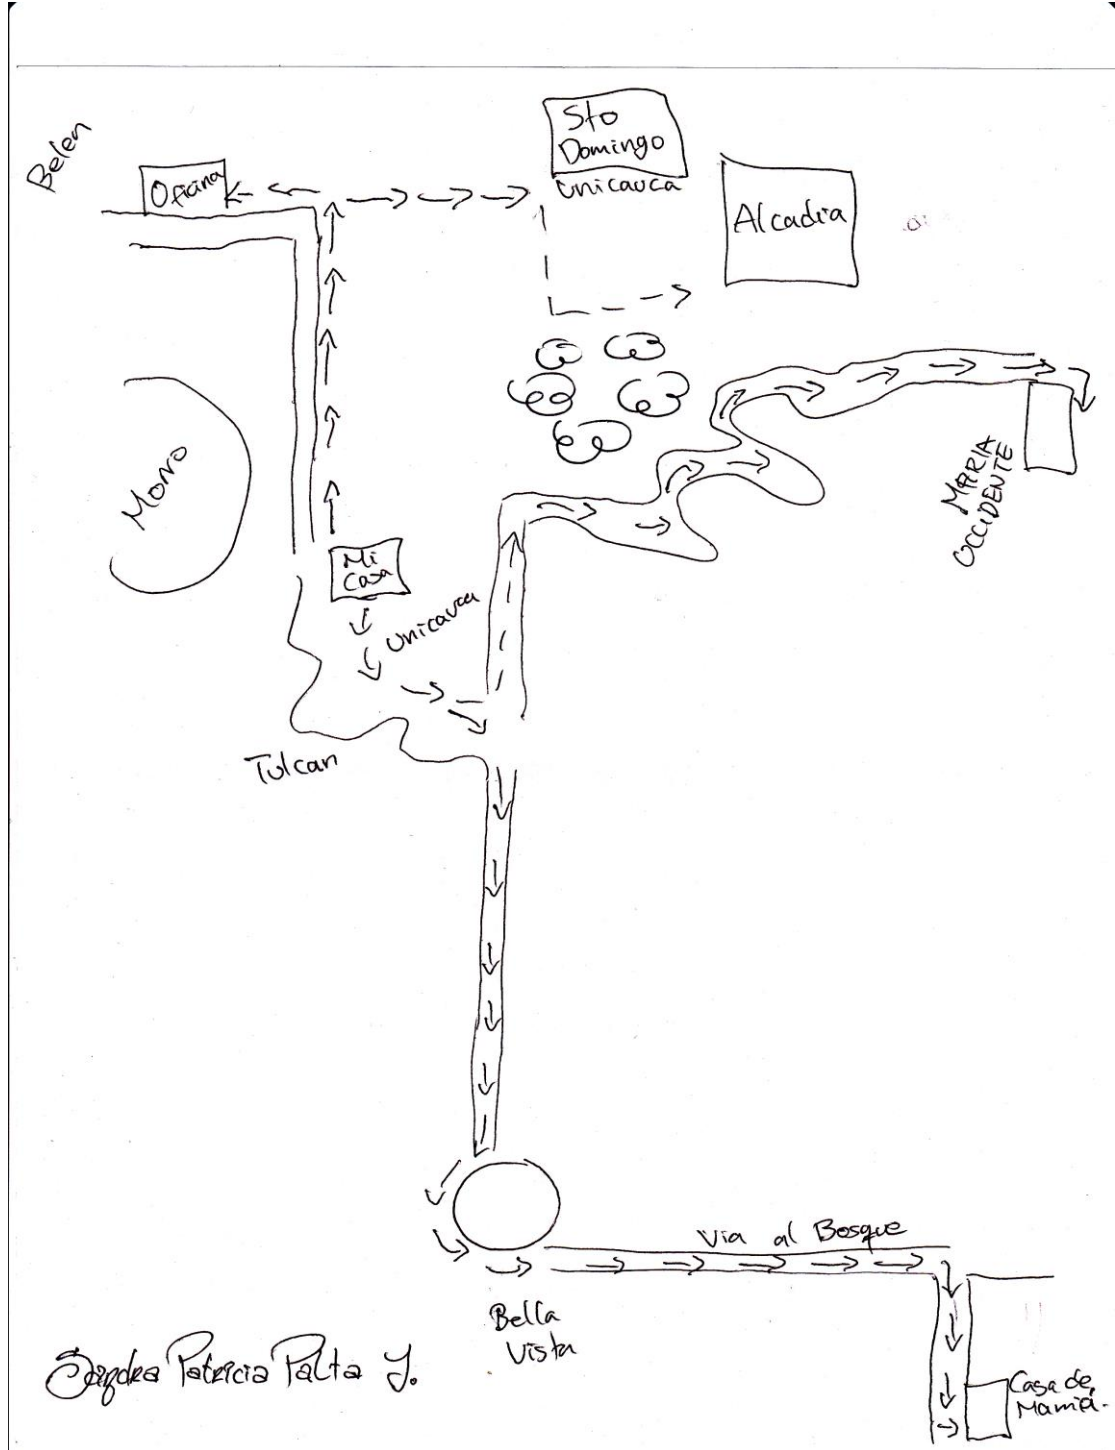 Belen
Oficina
Sto
Domingo
Unicauca
Alcadia
Morro
Mi
Casa
Unicauca
Tulcan
MARIA
OCCIDENTE
Via al Bosque
Bella
Vista
Casa de
Mamá.
Sandra Patricia Palta Y.